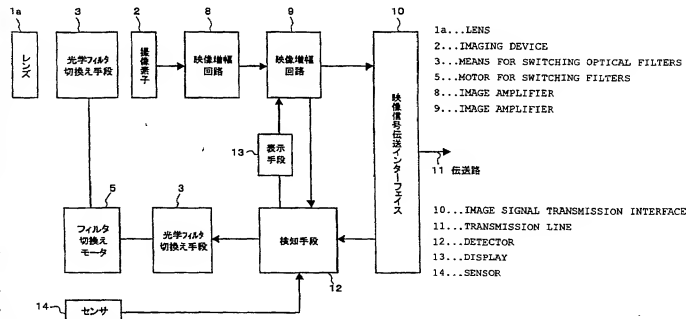 1a
3
2
8
9
10
レンズ
光学フィルタ
切換え手段
撮像素子
映像増幅
回路
映像増幅
回路
映像信号伝送インターフェイス
13
表示
手段
11 伝送路
5
3
フィルタ
切換え
モータ
光学フィルタ
切換え手段
検知手段
12
14
センサ
1a...LENS
2...IMAGING DEVICE
3...MEANS FOR SWITCHING OPTICAL FILTERS
5...MOTOR FOR SWITCHING FILTERS
8...IMAGE AMPLIFIER
9...IMAGE AMPLIFIER
10...IMAGE SIGNAL TRANSMISSION INTERFACE
11...TRANSMISSION LINE
12...DETECTOR
13...DISPLAY
14...SENSOR